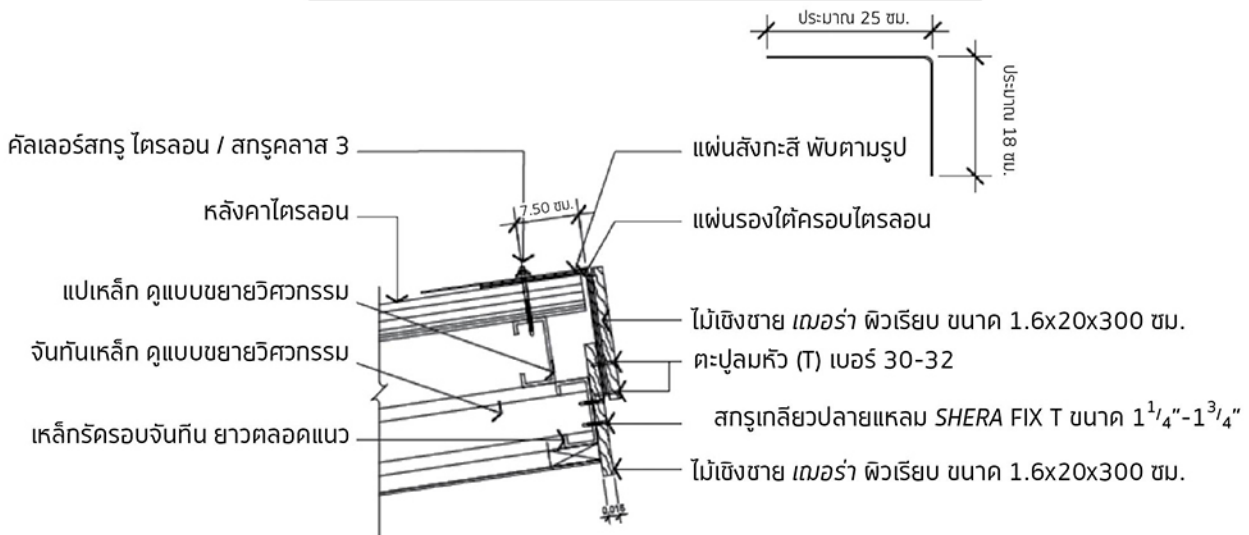 ประมาณ 25 ซม.
ประมาณ 18 ซม.
คัลเลอร์สกรู ไตรลอน / สกรูคลาส 3
แผ่นสังกะสี พับตามรูป
7.50 ซม.
หลังคาไตรลอน
แผ่นรองใต้ครอบไตรลอน
แปเหล็ก ดูแบบขยายวิศวกรรม
ไม้เชิงชาย เฌอร่า ผิวเรียบ ขนาด 1.6x20x300 ซม.
จันทันเหล็ก ดูแบบขยายวิศวกรรม
ตะปูลมหัว (T) เบอร์ 30-32
สกรูเกลียวปลายแหลม SHERA FIX T ขนาด 1 1/4"-1 3/4"
เหล็กรัดรอบจันทีน ยาวตลอดแนว
ไม้เชิงชาย เฌอร่า ผิวเรียบ ขนาด 1.6x20x300 ซม.
0.016